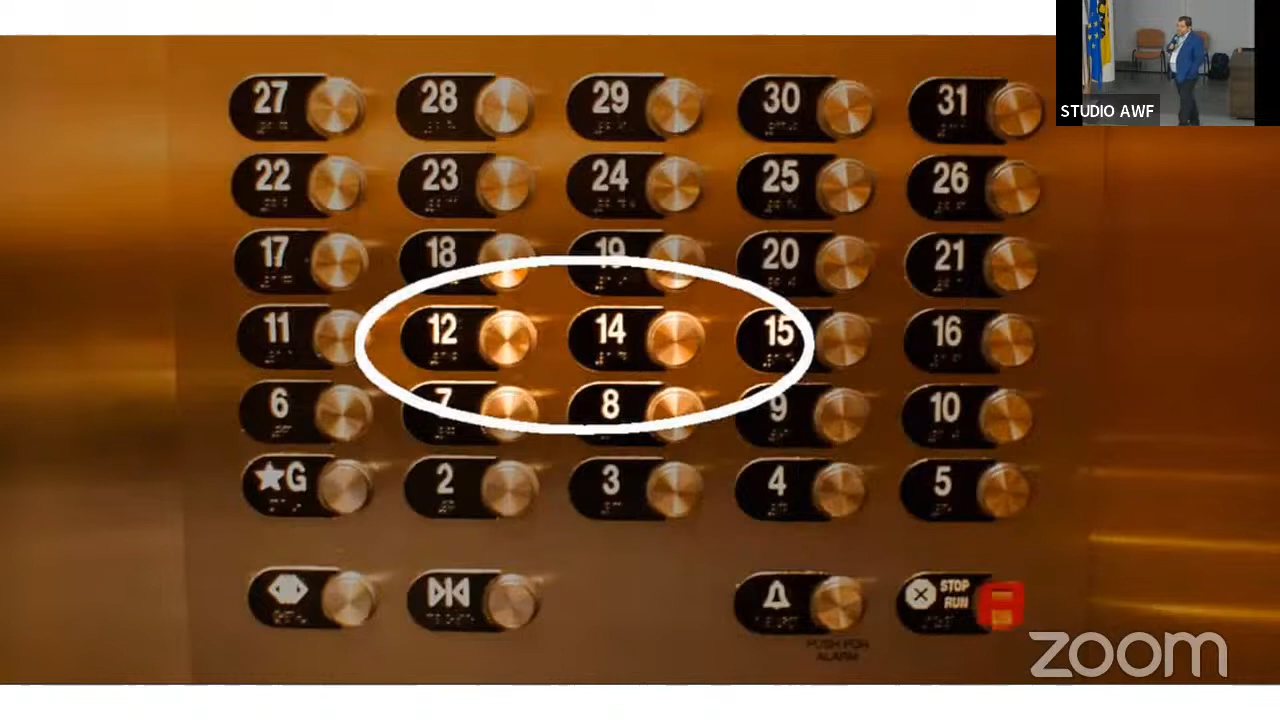 STUDIO AWF
27 28 29 30 31
22 23 24 25 26
17 18 19 20 21
11 12 14 15 16
6 7 8 9 10
★G 2 3 4 5
STOP
RUN
PUSH FOR
ALARM
zoom